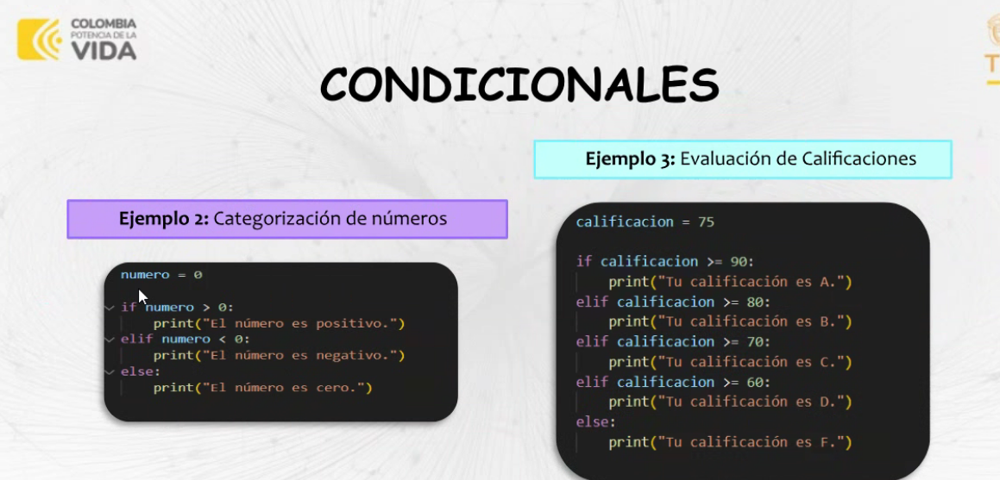 COLOMBIA
POTENCIA DE LA
VIDA
CONDICIONALES
Ejemplo 2: Categorización de números
numero = 0
if numero > 0:
print("El número es positivo.")
elif numero < 0:
print("El número es negativo.")
else:
print("El número es cero.")
Ejemplo 3: Evaluación de Calificaciones
calificacion = 75
if calificacion >= 90:
print("Tu calificación es A.")
elif calificacion >= 80:
print("Tu calificación es B.")
elif calificacion >= 70:
print("Tu calificación es C.")
elif calificacion >= 60:
print("Tu calificación es D.")
else:
print("Tu calificación es F.")